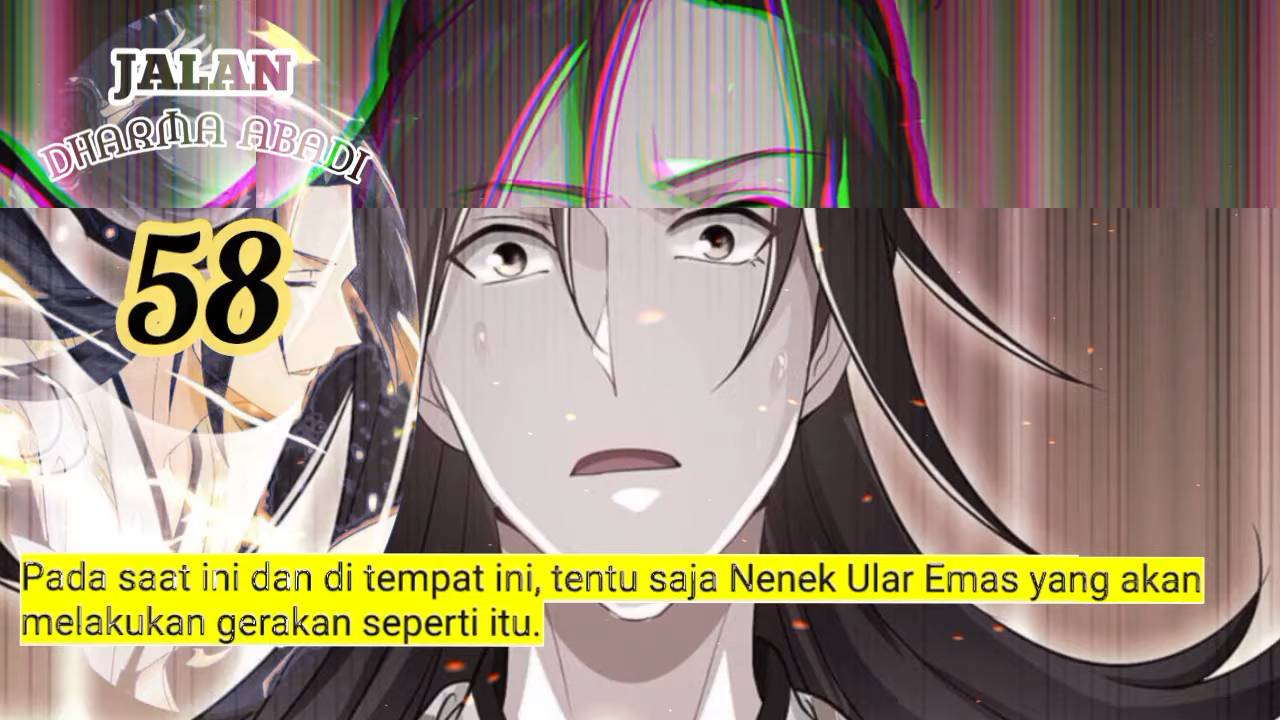 JALAN
DHARMA ABADI
58
Pada saat ini dan di tempat ini, tentu saja Nenek Ular Emas yang akan
melakukan gerakan seperti itu.